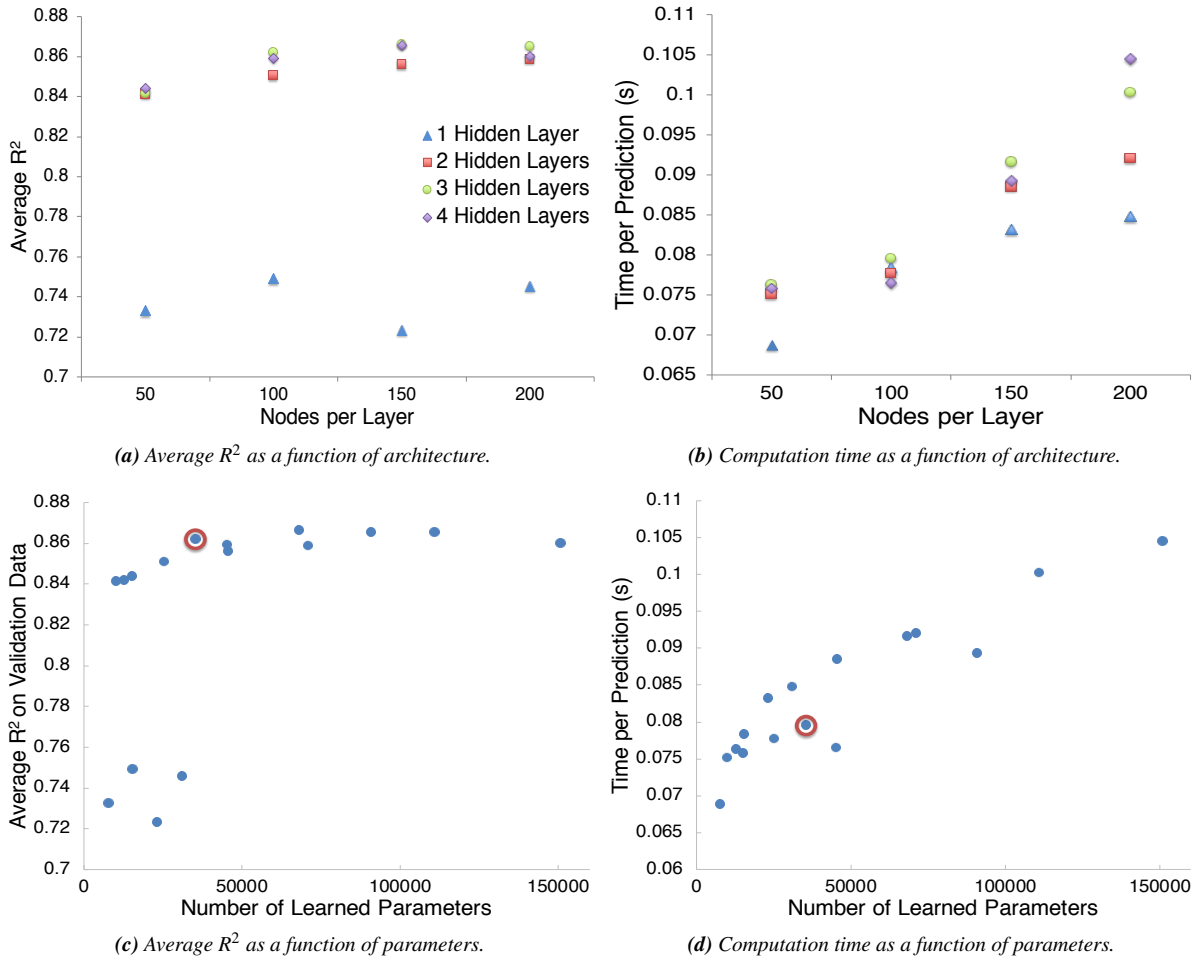 0.88
0.86
0.84
0.82
0.8
0.78
0.76
0.74
0.72
0.7
Average R²
1 Hidden Layer
2 Hidden Layers
3 Hidden Layers
4 Hidden Layers
50 100 150 200
Nodes per Layer
(a) Average R² as a function of architecture.
0.11
0.105
0.1
0.095
0.09
0.085
0.08
0.075
0.07
0.065
Time per Prediction (s)
50 100 150 200
Nodes per Layer
(b) Computation time as a function of architecture.
0.88
0.86
0.84
0.82
0.8
0.78
0.76
0.74
0.72
0.7
Average R² on Validation Data
0 50000 100000 150000
Number of Learned Parameters
(c) Average R² as a function of parameters.
0.11
0.105
0.1
0.095
0.09
0.085
0.08
0.075
0.07
0.065
0.06
Time per Prediction (s)
0 50000 100000 150000
Number of Learned Parameters
(d) Computation time as a function of parameters.